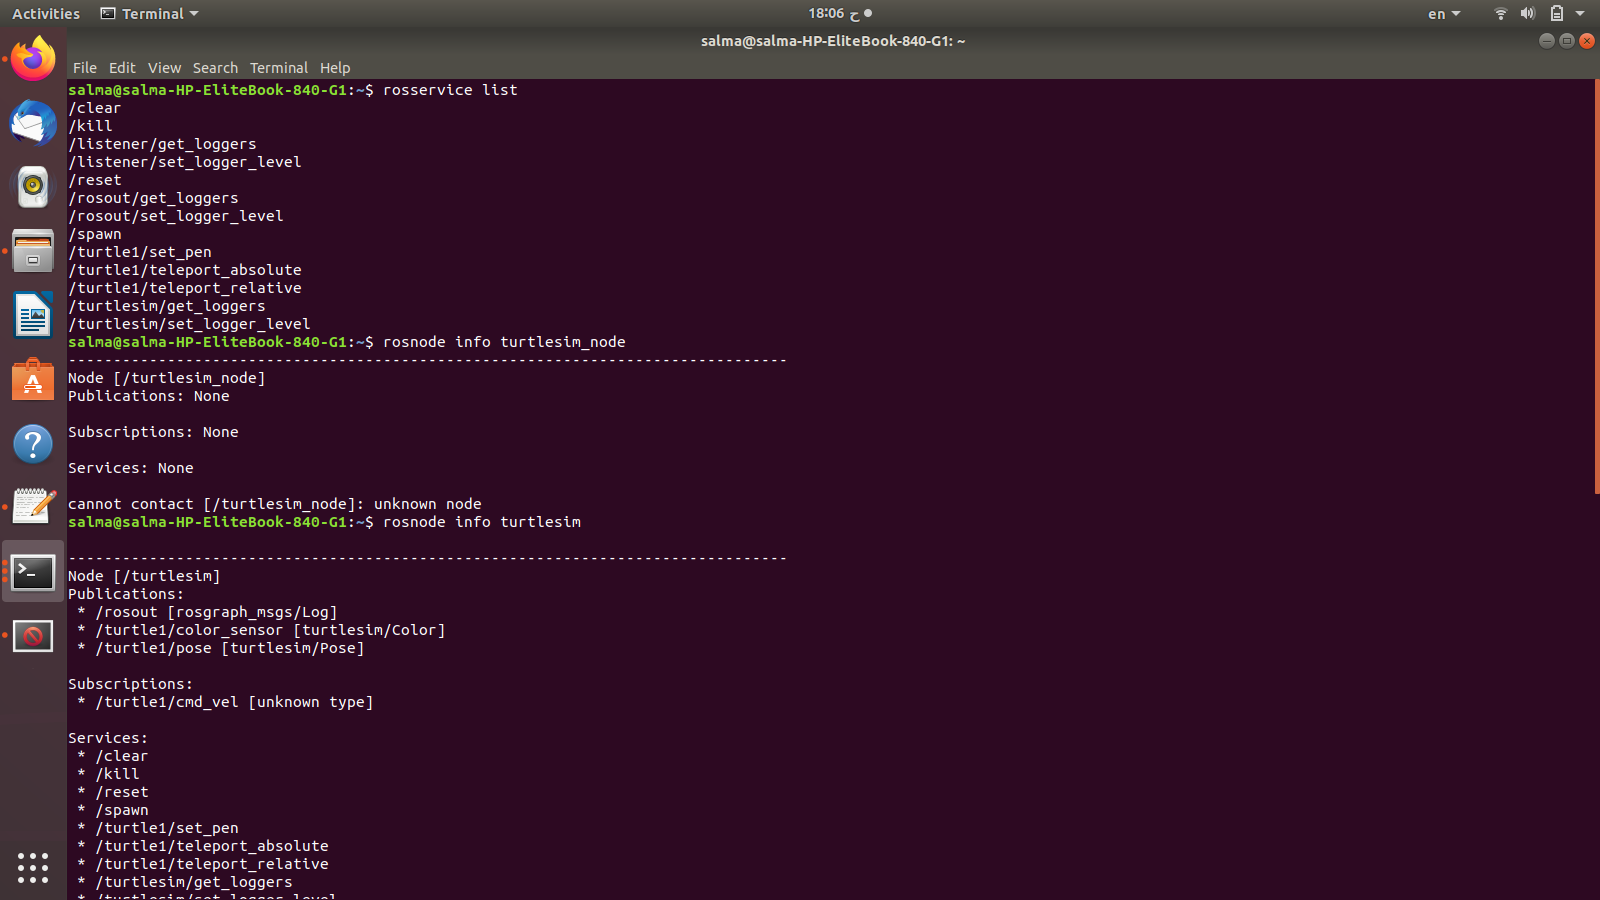 Activities Terminal 18:06 ح en
salma@salma-HP-EliteBook-840-G1: ~
File Edit View Search Terminal Help
salma@salma-HP-EliteBook-840-G1:~$ rosservice list
/clear
/kill
/listener/get_loggers
/listener/set_logger_level
/reset
/rosout/get_loggers
/rosout/set_logger_level
/spawn
/turtle1/set_pen
/turtle1/teleport_absolute
/turtle1/teleport_relative
/turtlesim/get_loggers
/turtlesim/set_logger_level
salma@salma-HP-EliteBook-840-G1:~$ rosnode info turtlesim_node
--------------------------------------------------------------------------------
Node [/turtlesim_node]
Publications: None
Subscriptions: None
Services: None
cannot contact [/turtlesim_node]: unknown node
salma@salma-HP-EliteBook-840-G1:~$ rosnode info turtlesim
--------------------------------------------------------------------------------
Node [/turtlesim]
Publications:
* /rosout [rosgraph_msgs/Log]
* /turtle1/color_sensor [turtlesim/Color]
* /turtle1/pose [turtlesim/Pose]
Subscriptions:
* /turtle1/cmd_vel [unknown type]
Services:
* /clear
* /kill
* /reset
* /spawn
* /turtle1/set_pen
* /turtle1/teleport_absolute
* /turtle1/teleport_relative
* /turtlesim/get_loggers
* /turtlesim/set_logger_level